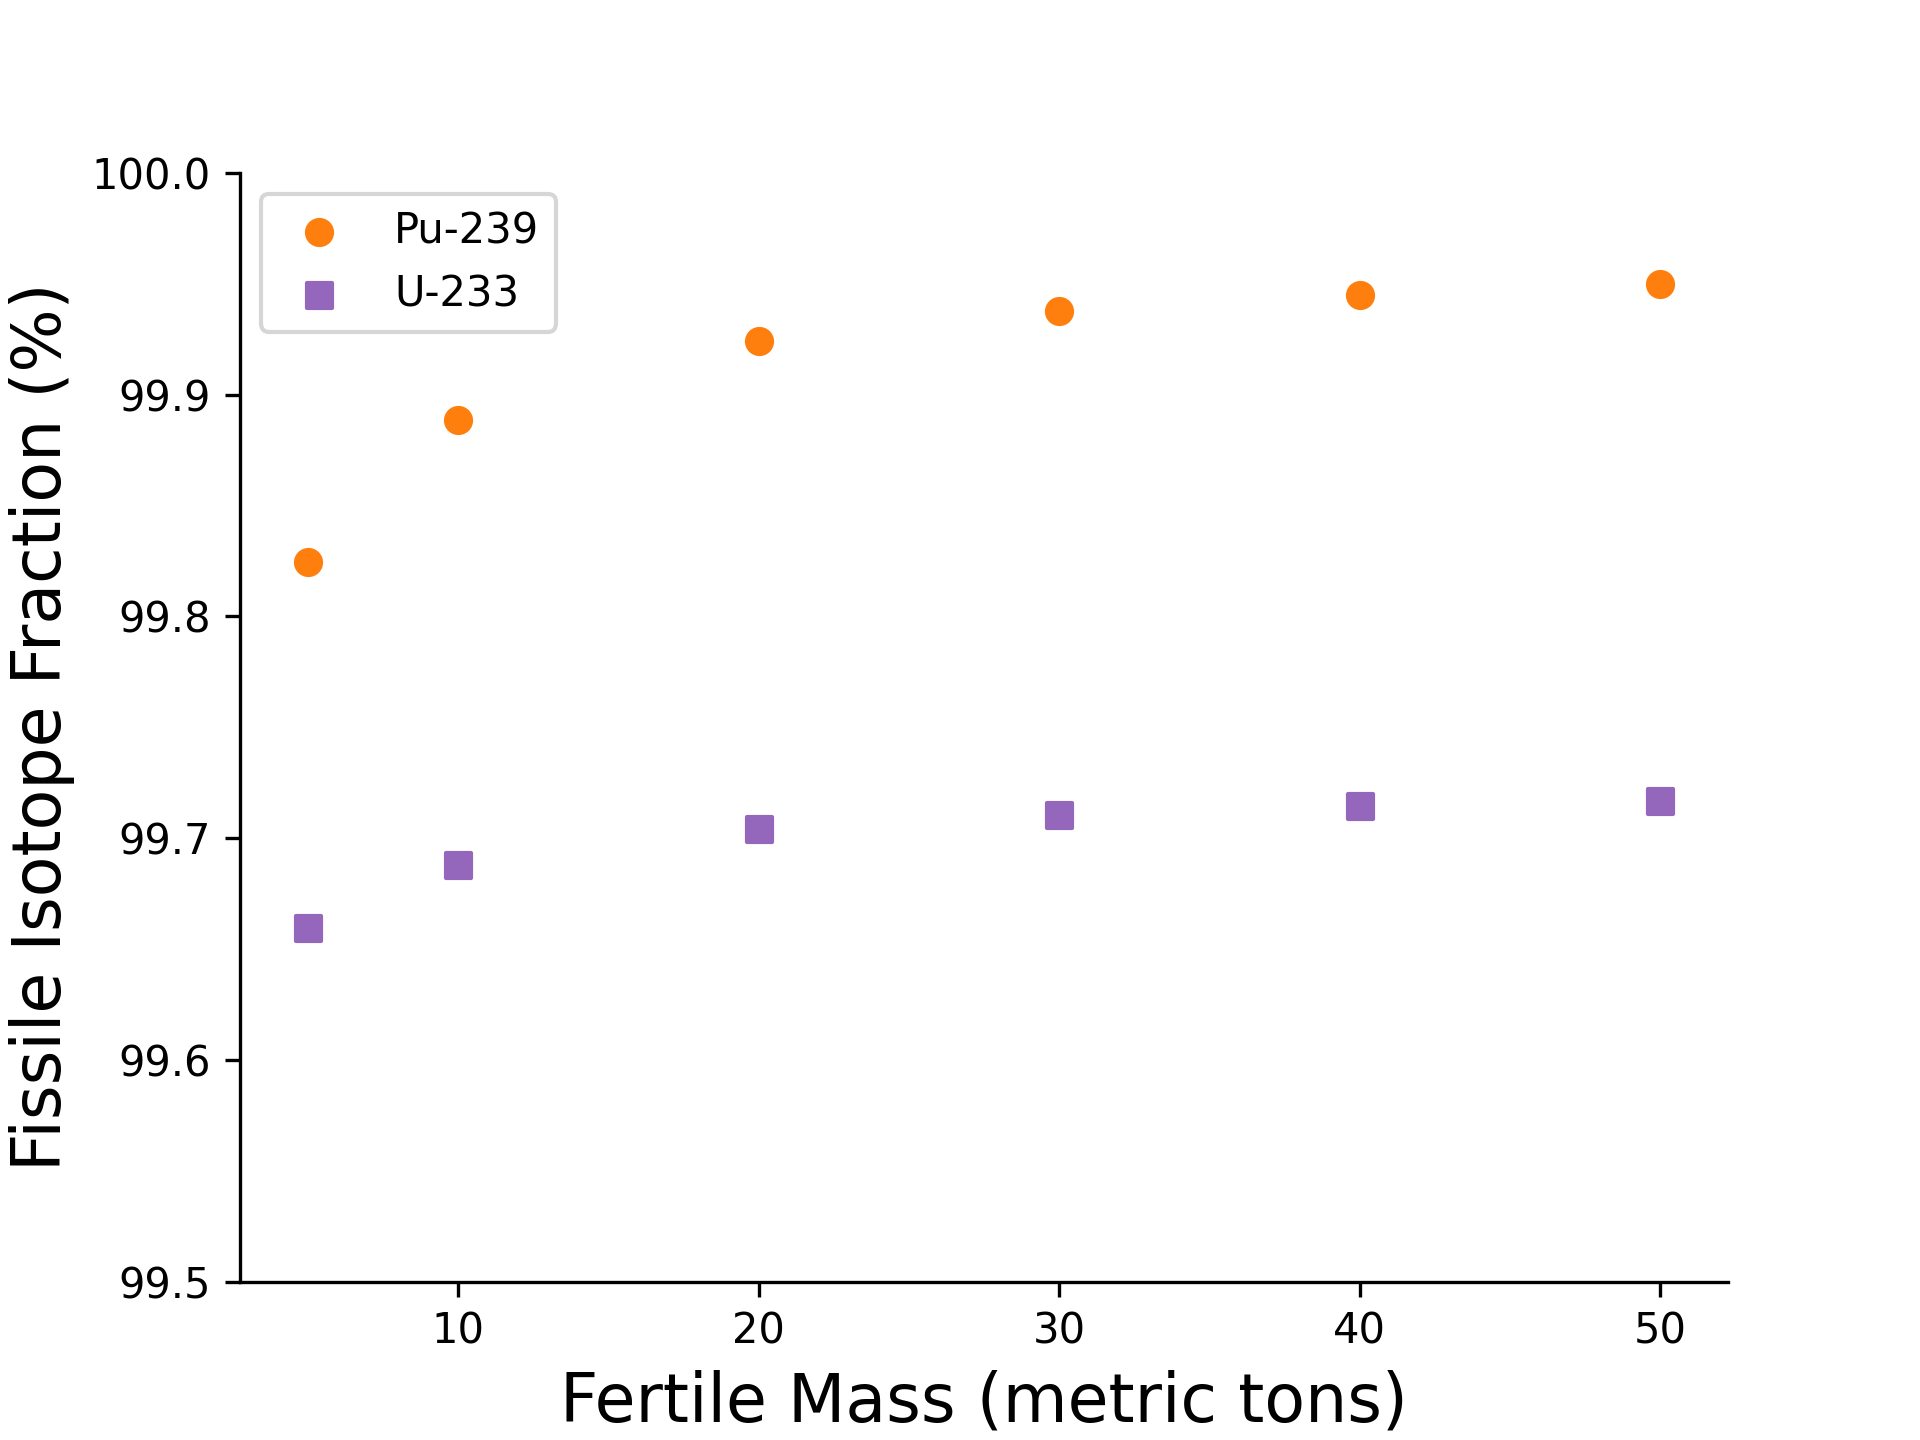 100.0
99.9
99.8
99.7
99.6
99.5
Fissile Isotope Fraction (%)
Pu-239
U-233
10 20 30 40 50
Fertile Mass (metric tons)